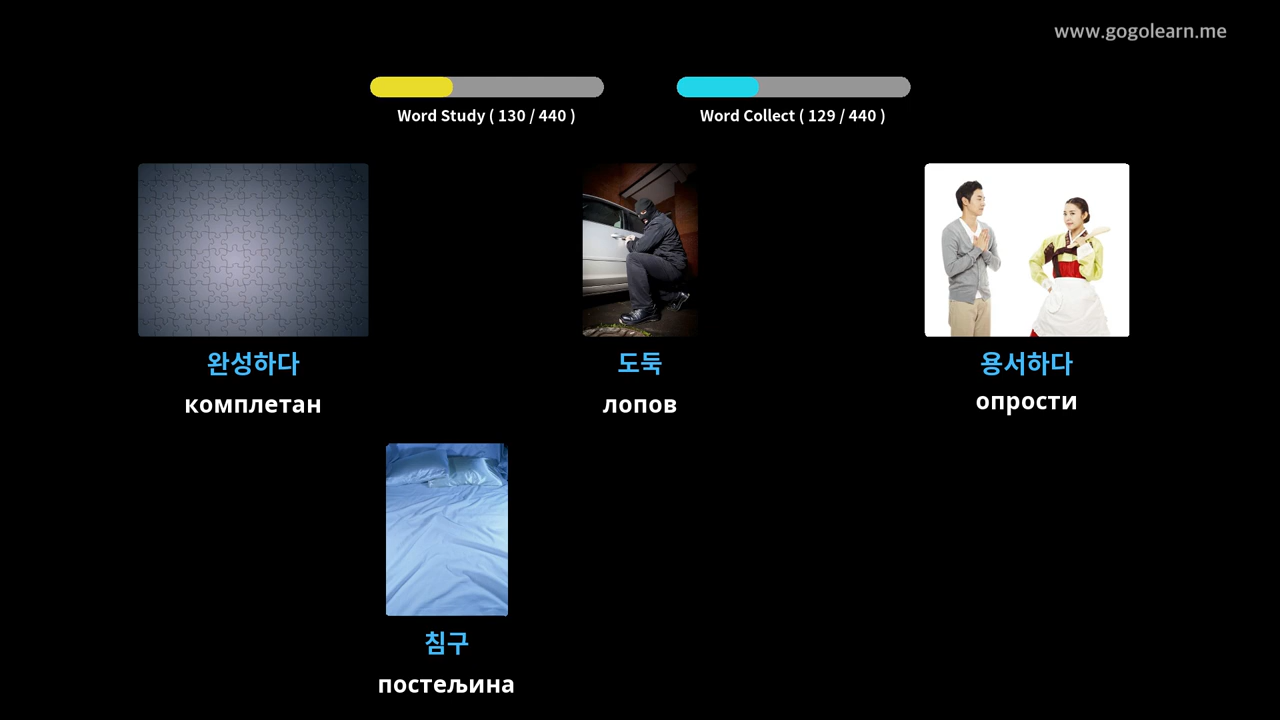 www.gogolearn.me
Word Study ( 130 / 440 )
Word Collect ( 129 / 440 )
완성하다
комплетан
도둑
лопов
용서하다
опрости
침구
постељина